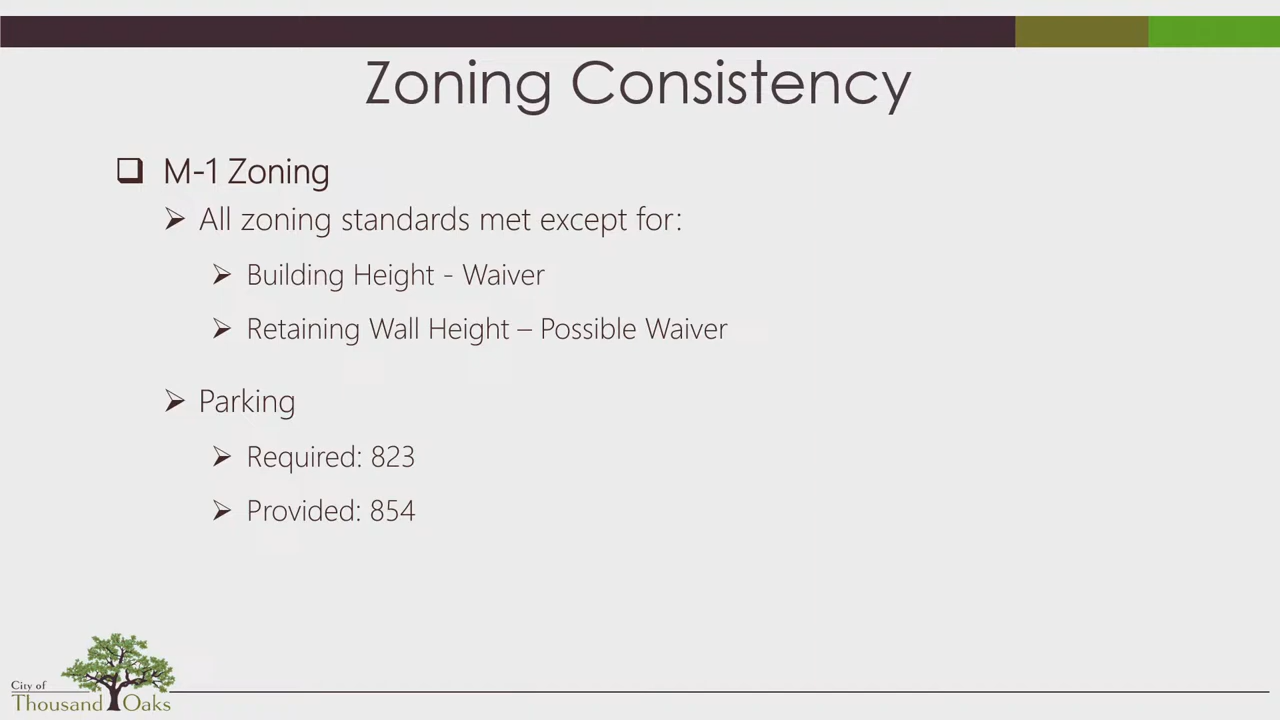 Zoning Consistency
M-1 Zoning
All zoning standards met except for:
Building Height - Waiver
Retaining Wall Height – Possible Waiver
Parking
Required: 823
Provided: 854
City of
Thousand Oaks